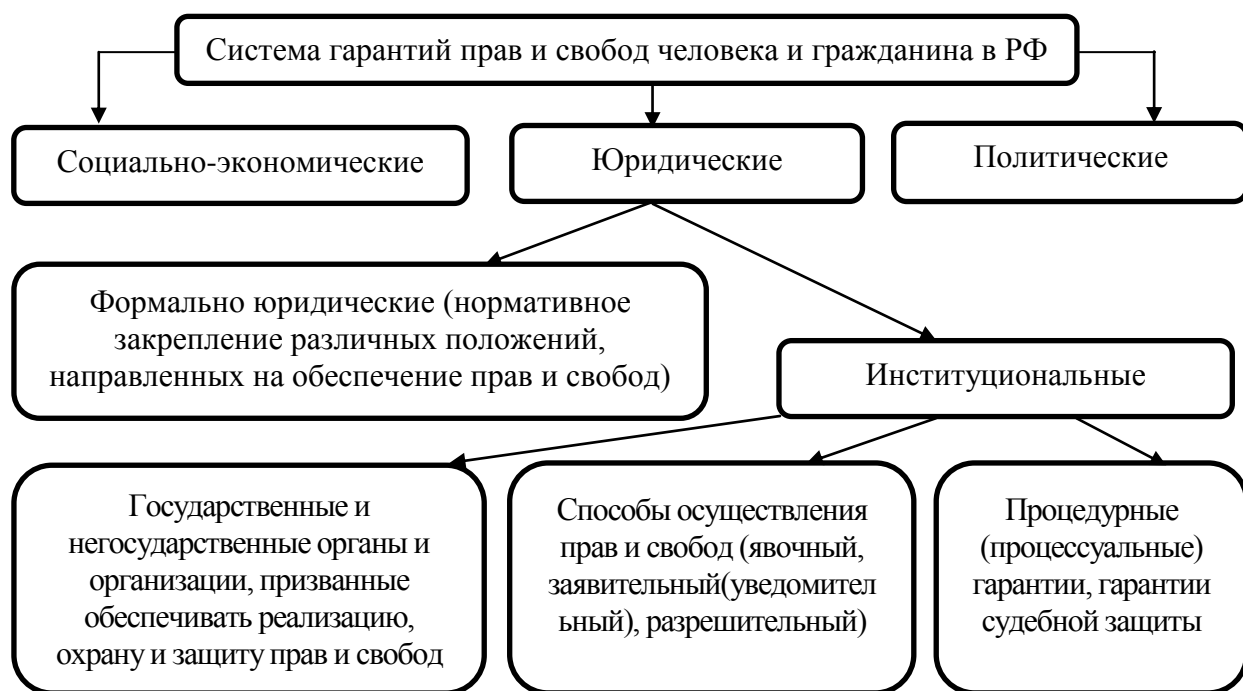 Система гарантий прав и свобод человека и гражданина в РФ
Социально-экономические
Юридические
Политические
Формально юридические (нормативное
закрепление различных положений,
направленных на обеспечение прав и свобод)
Институциональные
Государственные и
негосударственные органы и
организации, призванные
обеспечивать реализацию,
охрану и защиту прав и свобод
Способы осуществления
прав и свобод (явочный,
заявительный(уведомител
ьный), разрешительный)
Процедурные
(процессуальные)
гарантии, гарантии
судебной защиты